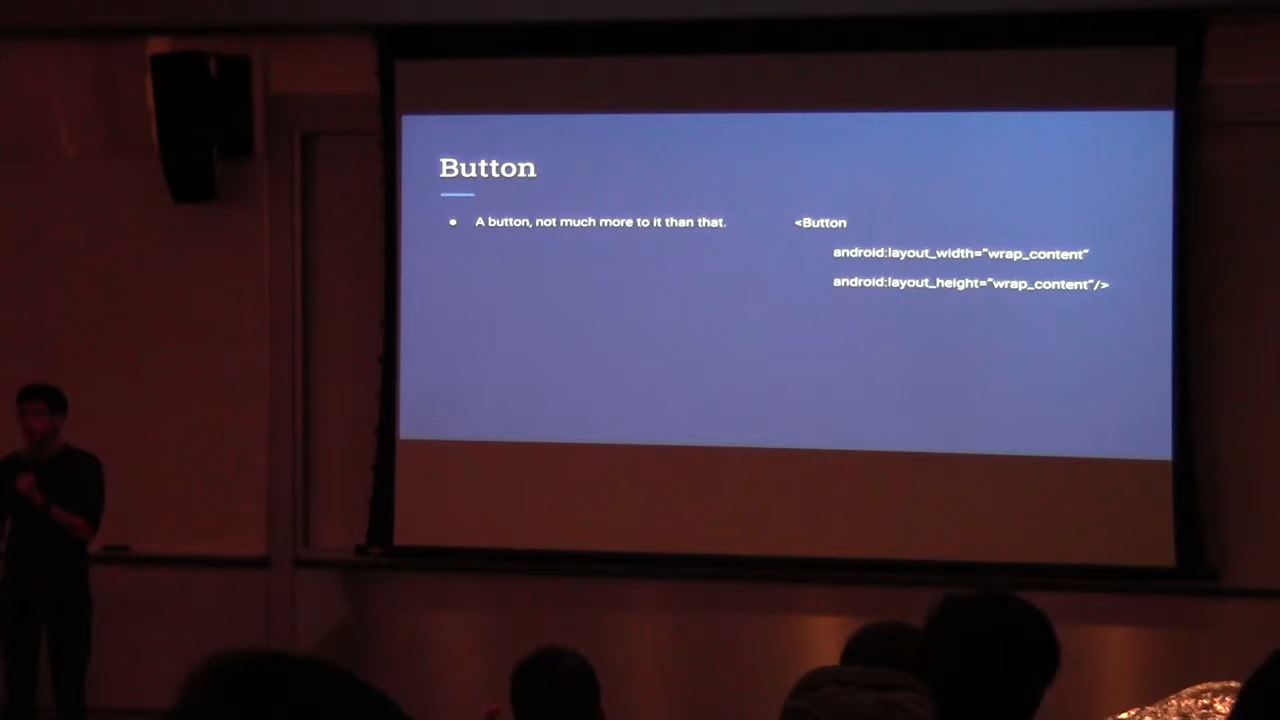 Button
● A button, not much more to it than that.
<Button
android:layout_width="wrap_content"
android:layout_height="wrap_content"/>